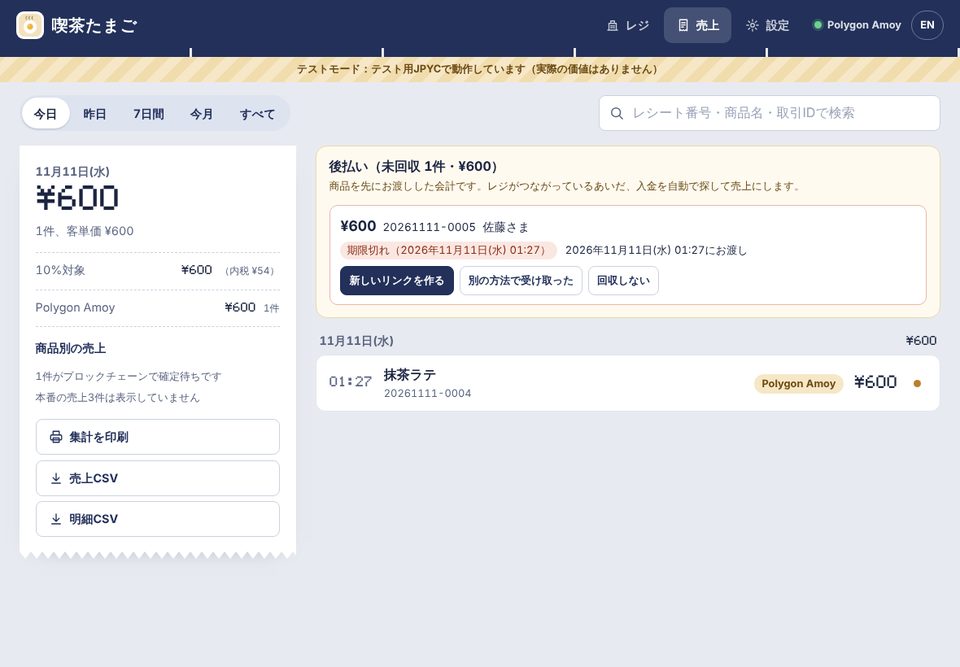 喫茶たまご
レジ
売上
設定
Polygon Amoy
EN
テストモード：テスト用JPYCで動作しています（実際の価値はありません）
今日
昨日
7日間
今月
すべて
レシート番号・商品名・取引IDで検索
11月11日(水)
¥600
1件、客単価 ¥600
10%対象 ¥600 （内税 ¥54）
Polygon Amoy ¥600 1件
商品別の売上
1件がブロックチェーンで確定待ちです
本番の売上3件は表示していません
集計を印刷
売上CSV
明細CSV
後払い（未回収 1件・¥600）
商品を先にお渡しした会計です。レジがつながっているあいだ、入金を自動で探して売上にします。
¥600 20261111-0005 佐藤さま
期限切れ（2026年11月11日(水) 01:27） 2026年11月11日(水) 01:27にお渡し
新しいリンクを作る
別の方法で受け取った
回収しない
11月11日(水) ¥600
01:27 抹茶ラテ
20261111-0004
Polygon Amoy ¥600